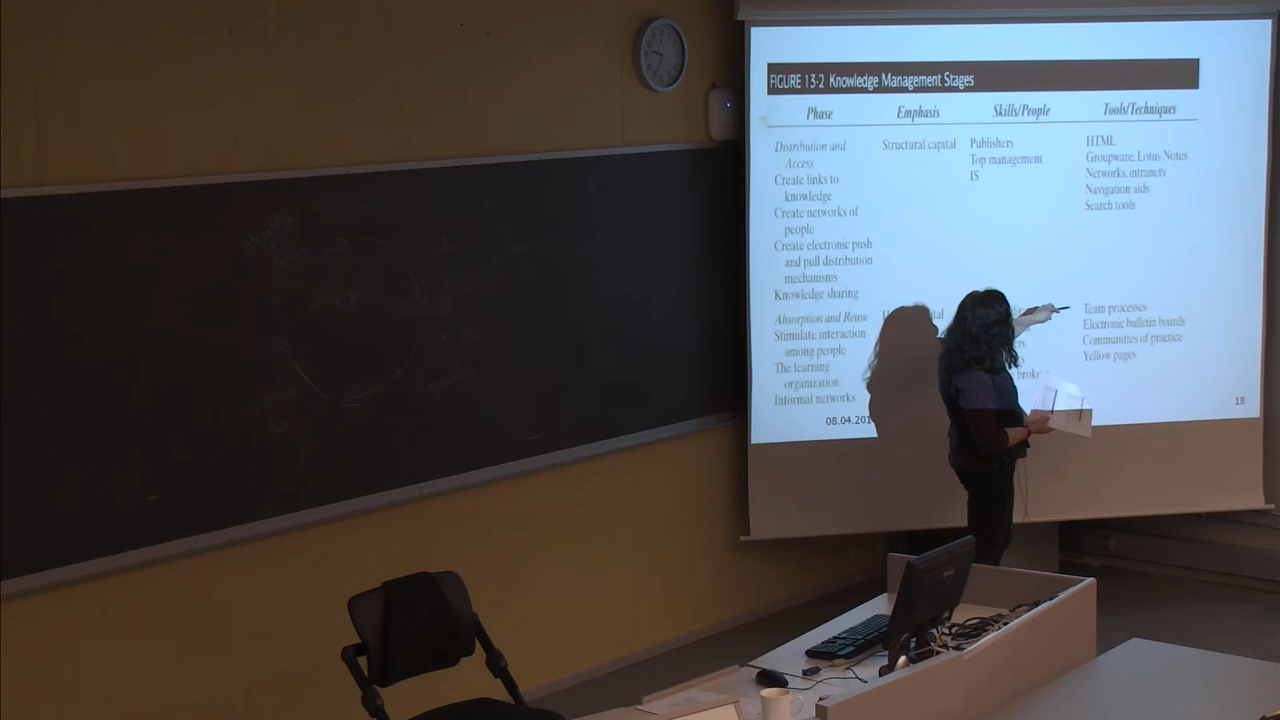 FIGURE 13-2 Knowledge Management Stages
Phase Emphasis Skills/People Tools/Techniques
Distribution and Structural capital Publishers HTML
Access Top management Groupware, Lotus Notes
Create links to IS Networks, intranets
knowledge Navigation aids
Create networks of Search tools
people
Create electronic push
and pull distribution
mechanisms
Knowledge sharing
Absorption and Reuse Team processes
Stimulate interaction Electronic bulletin boards
among people Communities of practice
The learning Yellow pages
organization
Informal networks
08.04.201
18